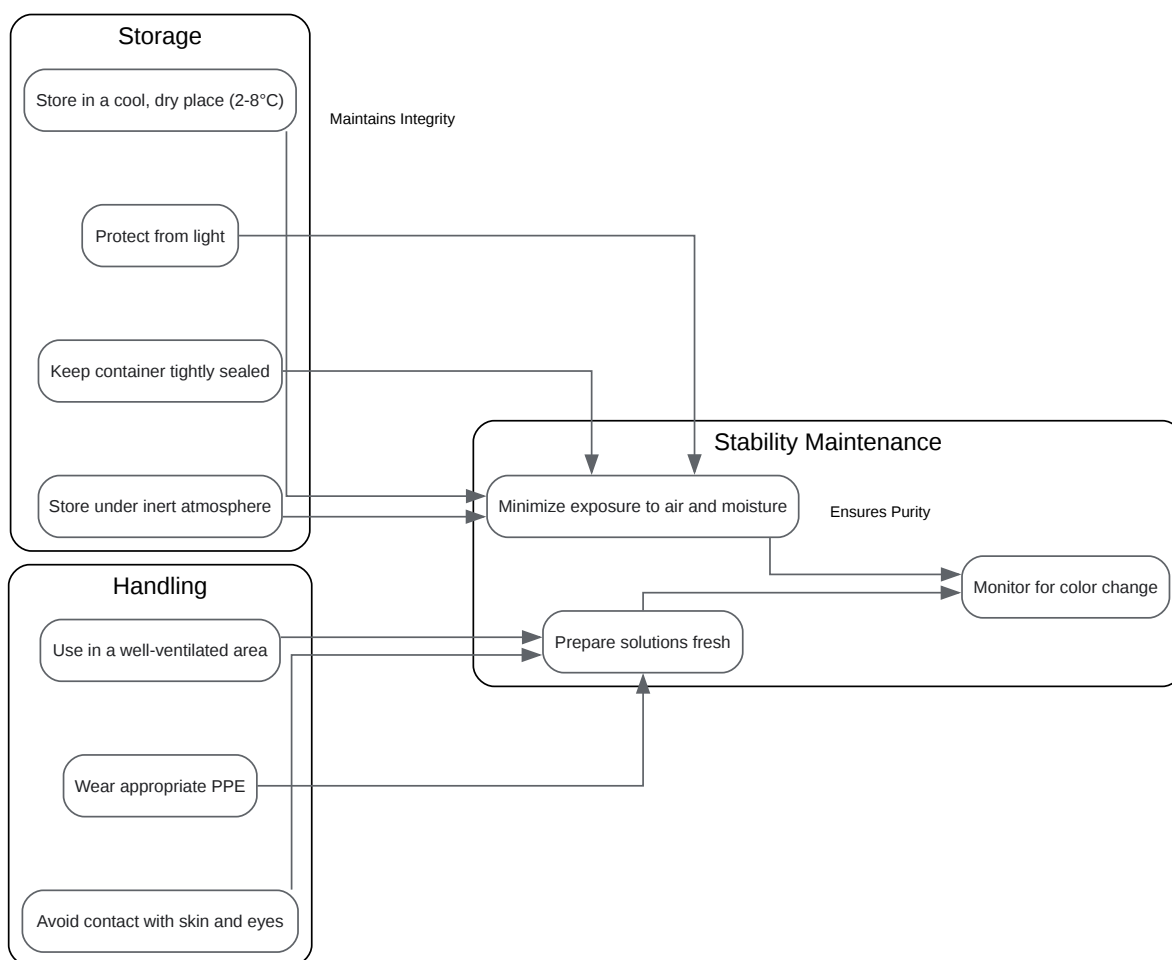 Storage
Store in a cool, dry place (2-8°C)
Maintains Integrity
Protect from light
Keep container tightly sealed
Store under inert atmosphere
Stability Maintenance
Minimize exposure to air and moisture
Ensures Purity
Monitor for color change
Prepare solutions fresh
Handling
Use in a well-ventilated area
Wear appropriate PPE
Avoid contact with skin and eyes